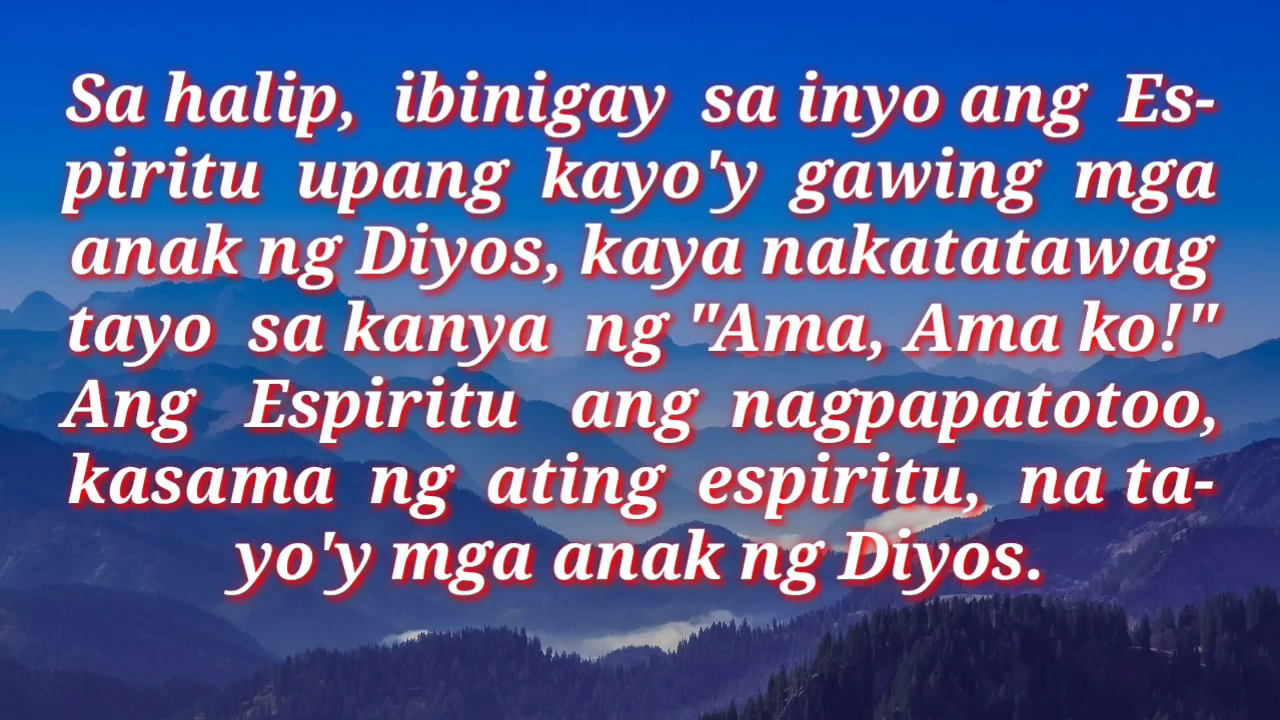 Sa halip, ibinigay sa inyo ang Es-
piritu upang kayo'y gawing mga
anak ng Diyos, kaya nakatatawag
tayo sa kanya ng "Ama, Ama ko!"
Ang Espiritu ang nagpapatotoo,
kasama ng ating espiritu, na ta-
yo'y mga anak ng Diyos.